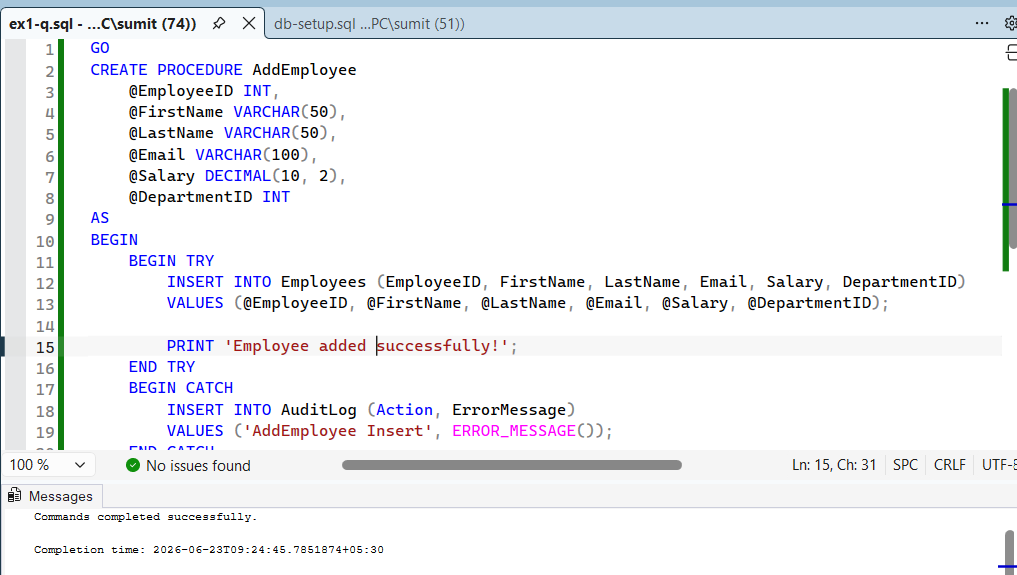 ex1-q.sql - ...C\sumit (74))
db-setup.sql ...PC\sumit (51))
1 GO
2 CREATE PROCEDURE AddEmployee
3 @EmployeeID INT,
4 @FirstName VARCHAR(50),
5 @LastName VARCHAR(50),
6 @Email VARCHAR(100),
7 @Salary DECIMAL(10, 2),
8 @DepartmentID INT
9 AS
10 BEGIN
11 BEGIN TRY
12 INSERT INTO Employees (EmployeeID, FirstName, LastName, Email, Salary, DepartmentID)
13 VALUES (@EmployeeID, @FirstName, @LastName, @Email, @Salary, @DepartmentID);
14
15 PRINT 'Employee added successfully!';
16 END TRY
17 BEGIN CATCH
18 INSERT INTO AuditLog (Action, ErrorMessage)
19 VALUES ('AddEmployee Insert', ERROR_MESSAGE());
20 END CATCH
100 % No issues found Ln: 15, Ch: 31 SPC CRLF UTF-8
Messages
Commands completed successfully.
Completion time: 2026-06-23T09:24:45.7851874+05:30